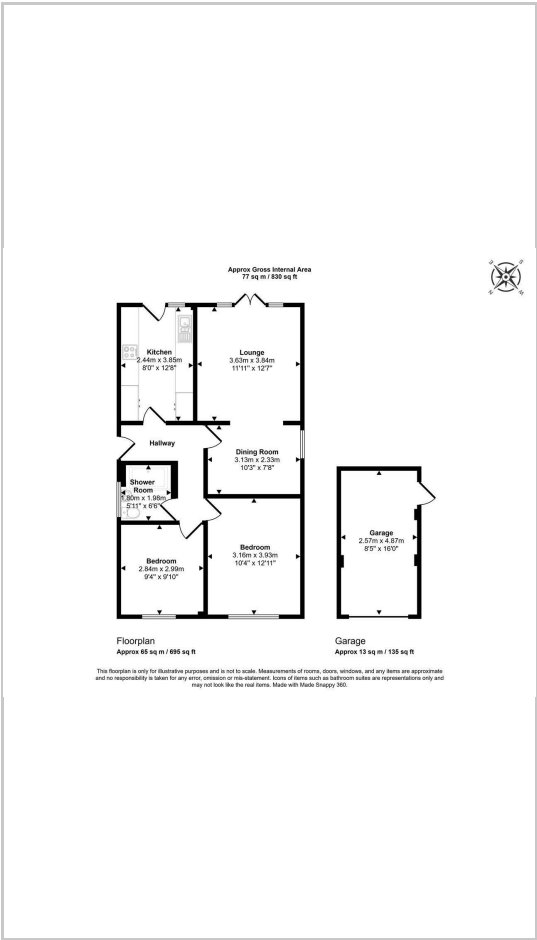 Approx Gross Internal Area
77 sq m / 830 sq ft
E
S
N
W
Kitchen
2.44m x 3.85m
8'0" x 12'8"
Lounge
3.63m x 3.84m
11'11" x 12'7"
Hallway
Dining Room
3.13m x 2.33m
10'3" x 7'8"
Shower
Room
1.80m x 1.98m
5'11" x 6'6"
Bedroom
2.84m x 2.99m
9'4" x 9'10"
Bedroom
3.16m x 3.93m
10'4" x 12'11"
Garage
2.57m x 4.87m
8'5" x 16'0"
Floorplan
Approx 65 sq m / 695 sq ft
Garage
Approx 13 sq m / 135 sq ft
This floorplan is only for illustrative purposes and is not to scale. Measurements of rooms, doors, windows, and any items are approximate
and no responsibility is taken for any error, omission or mis-statement. Icons of items such as bathroom suites are representations only and
may not look like the real items. Made with Made Snappy 360.